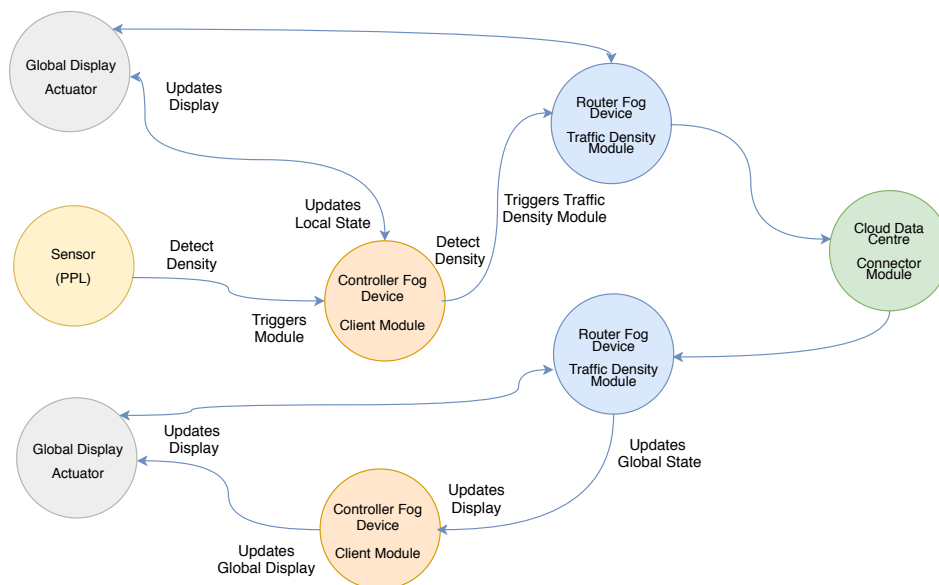 Global Display
Actuator
Updates
Display
Router Fog
Device
Traffic Density
Module
Sensor
(PPL)
Detect
Density
Triggers
Module
Updates
Local State
Controller Fog
Device
Client Module
Detect
Density
Triggers Traffic
Density Module
Cloud Data
Centre
Connector
Module
Router Fog
Device
Traffic Density
Module
Global Display
Actuator
Updates
Display
Updates
Global Display
Controller Fog
Device
Client Module
Updates
Display
Updates
Global State